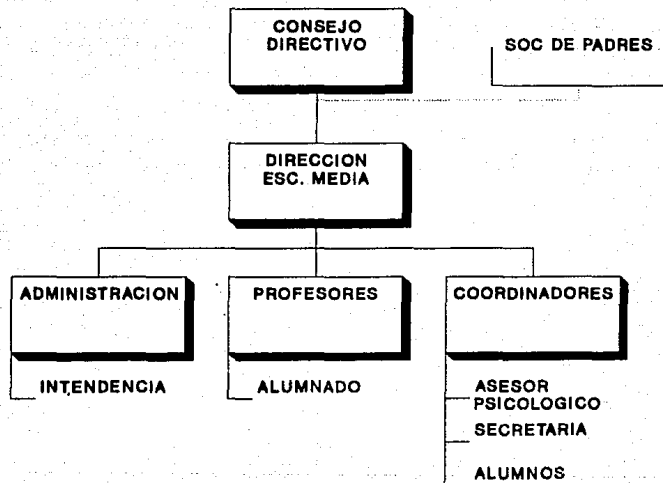 CONSEJO
DIRECTIVO
SOC DE PADRES
DIRECCION
ESC. MEDIA
ADMINISTRACION
PROFESORES
COORDINADORES
INTENDENCIA
ALUMNADO
ASESOR
PSICOLOGICO
SECRETARIA
ALUMNOS